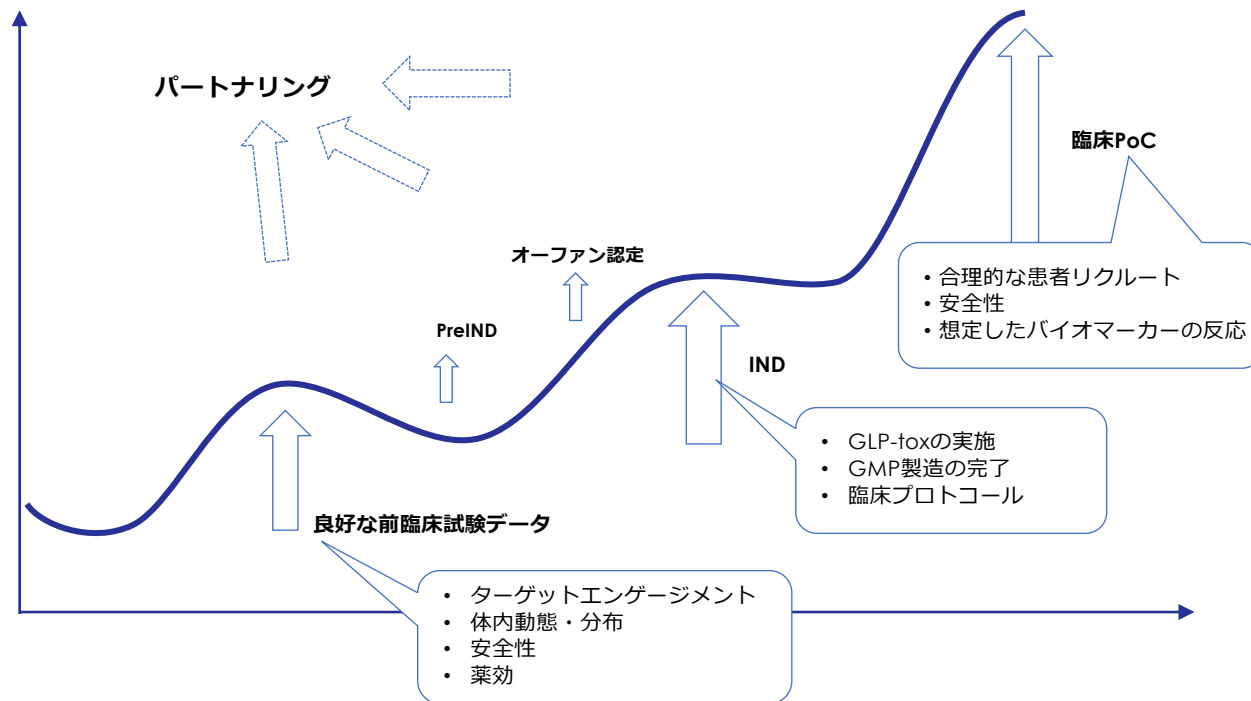 パートナリング
臨床PoC
オーファン認定
PreIND
• 合理的な患者リクルート
• 安全性
• 想定したバイオマーカーの反応
IND
• GLP-toxの実施
• GMP製造の完了
• 臨床プロトコール
良好な前臨床試験データ
• ターゲットエンゲージメント
• 体内動態・分布
• 安全性
• 薬効